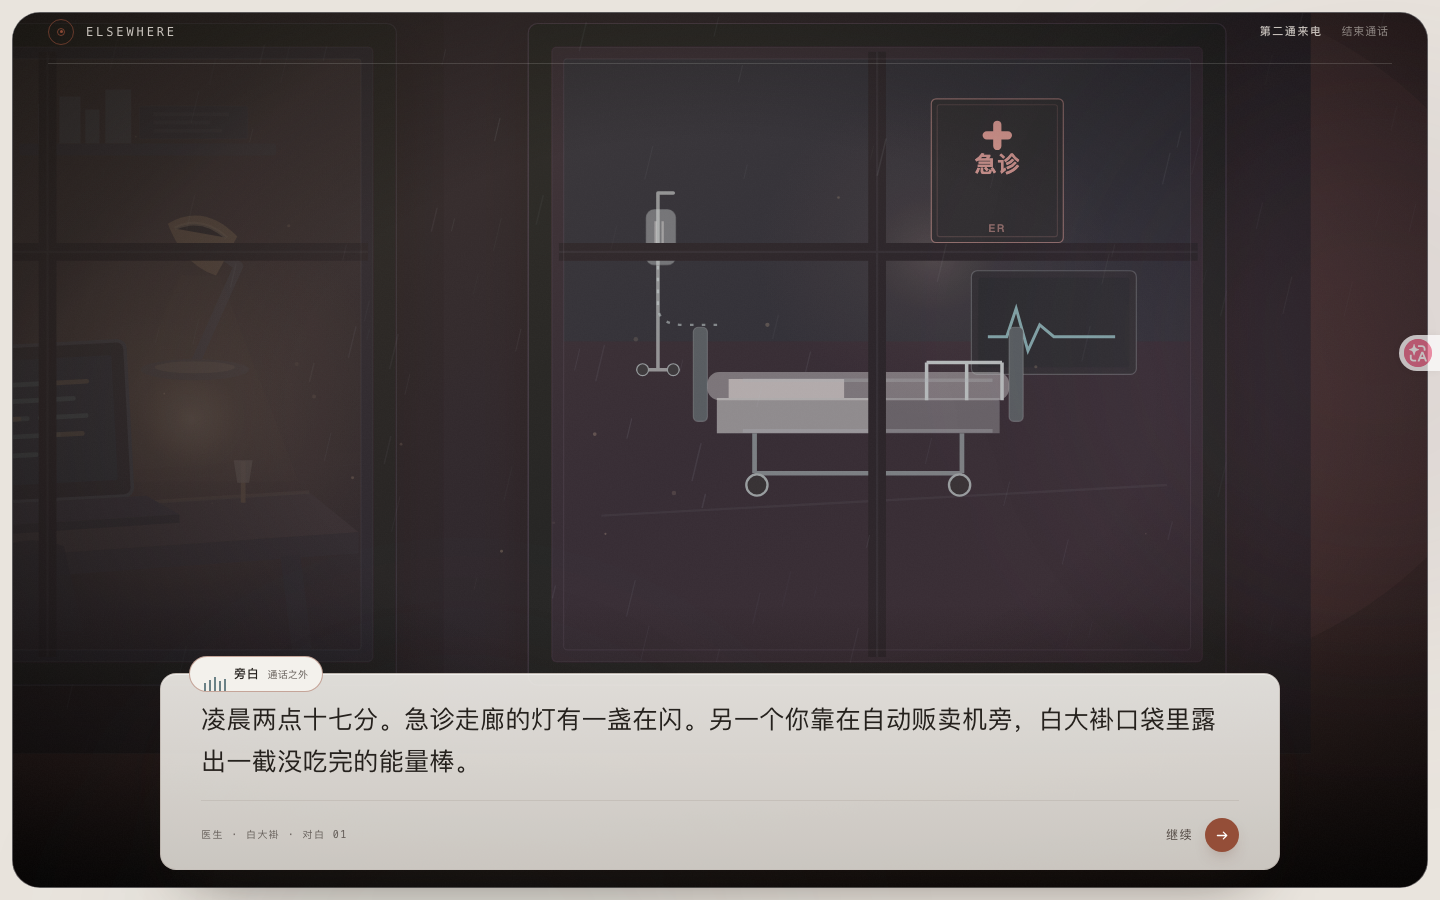 ELSEWHERE
第二通来电 结束通话
急诊
ER
旁白 通话之外
凌晨两点十七分。急诊走廊的灯有一盏在闪。另一个你靠在自动贩卖机旁，白大褂口袋里露
出一截没吃完的能量棒。
医生 · 白大褂 · 对白 01
继续